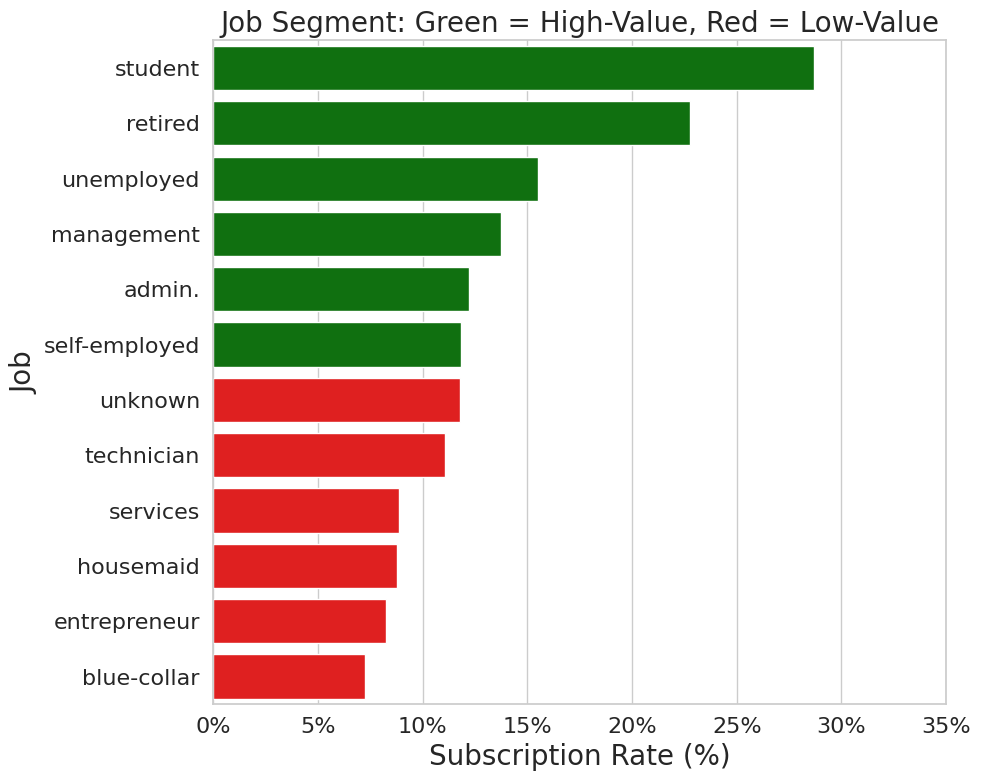 Job Segment: Green = High-Value, Red = Low-Value
student
retired
unemployed
management
admin.
self-employed
unknown
technician
services
housemaid
entrepreneur
blue-collar
Job
0% 5% 10% 15% 20% 25% 30% 35%
Subscription Rate (%)